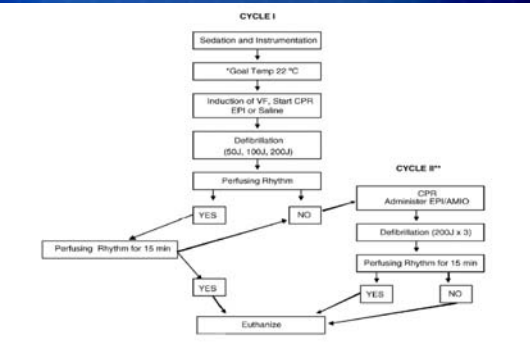 CYCLE I
Sedation and Instrumentation
*Goal Temp 22 ºC
Induction of VF, Start CPR
EPI or Saline
Defibrillation
(50J, 100J, 200J)
Perfusing Rhythm
YES
NO
Perfusing Rhythm for 15 min
YES
CYCLE II**
CPR
Administer EPI/AMIO
Defibrillation (200J x 3)
Perfusing Rhythm for 15 min
YES
NO
Euthanize